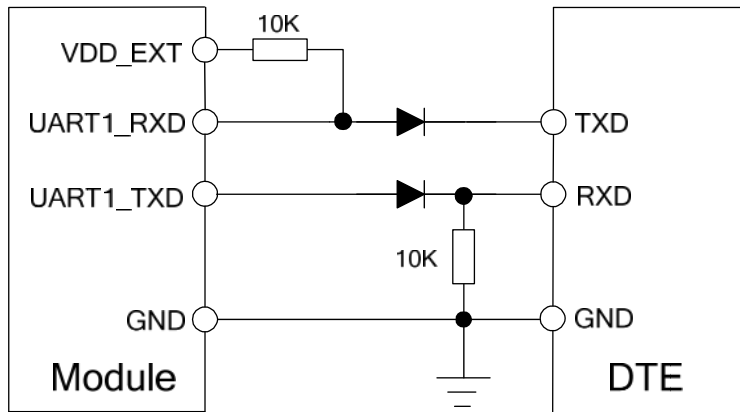 10K
VDD_EXT
UART1_RXD
TXD
UART1_TXD
RXD
10K
GND
GND
Module
DTE